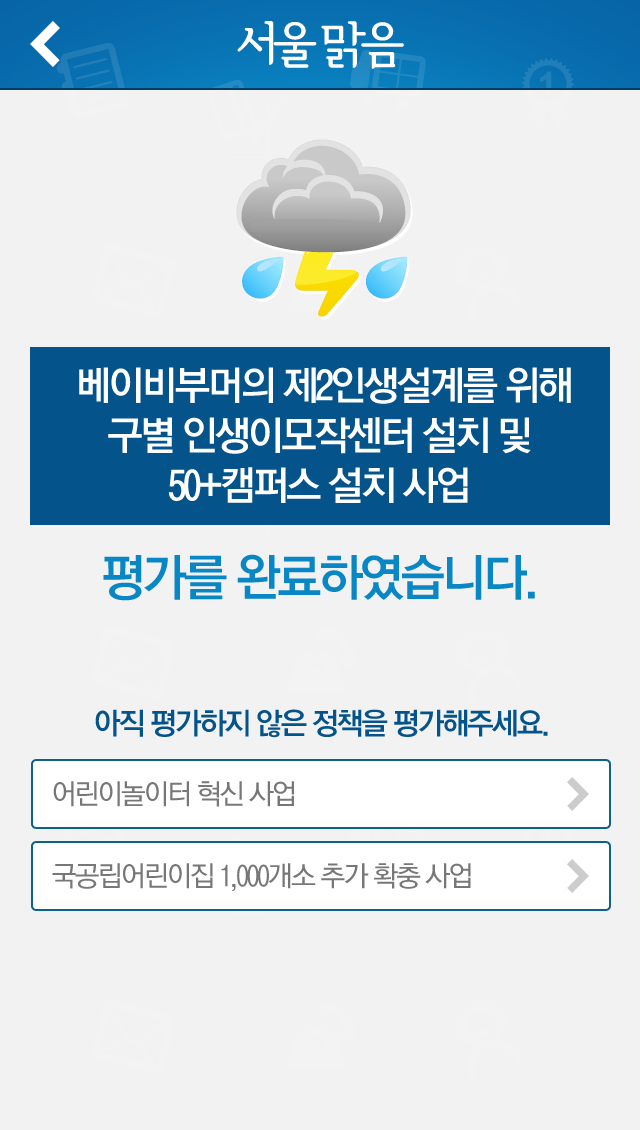 서울 맑음
베이비부머의 제2인생설계를 위해
구별 인생이모작센터 설치 및
50+캠퍼스 설치 사업
평가를 완료하였습니다.
아직 평가하지 않은 정책을 평가해주세요.
어린이놀이터 혁신 사업
국공립어린이집 1,000개소 추가 확충 사업